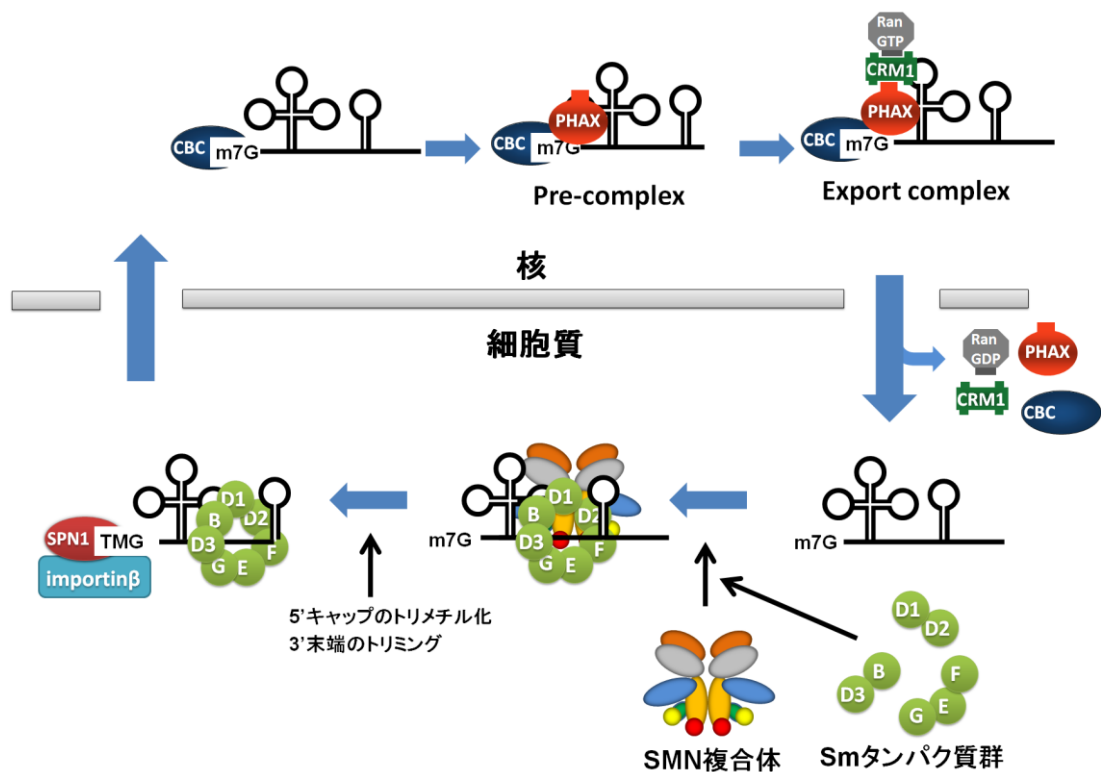 CBC
m7G
PHAX
CBC
m7G
Pre-complex
Ran
GTP
CRM1
PHAX
CBC
m7G
Export complex
核
細胞質
Ran
GDP
PHAX
CRM1
CBC
m7G
D1
D2
B
D3
F
E
G
SMN複合体
Smタンパク質群
m7G
D1
B
D2
D3
F
G
E
5’キャップのトリメチル化
3’末端のトリミング
D1
B
D2
D3
F
G
E
SPN1
TMG
importinβ